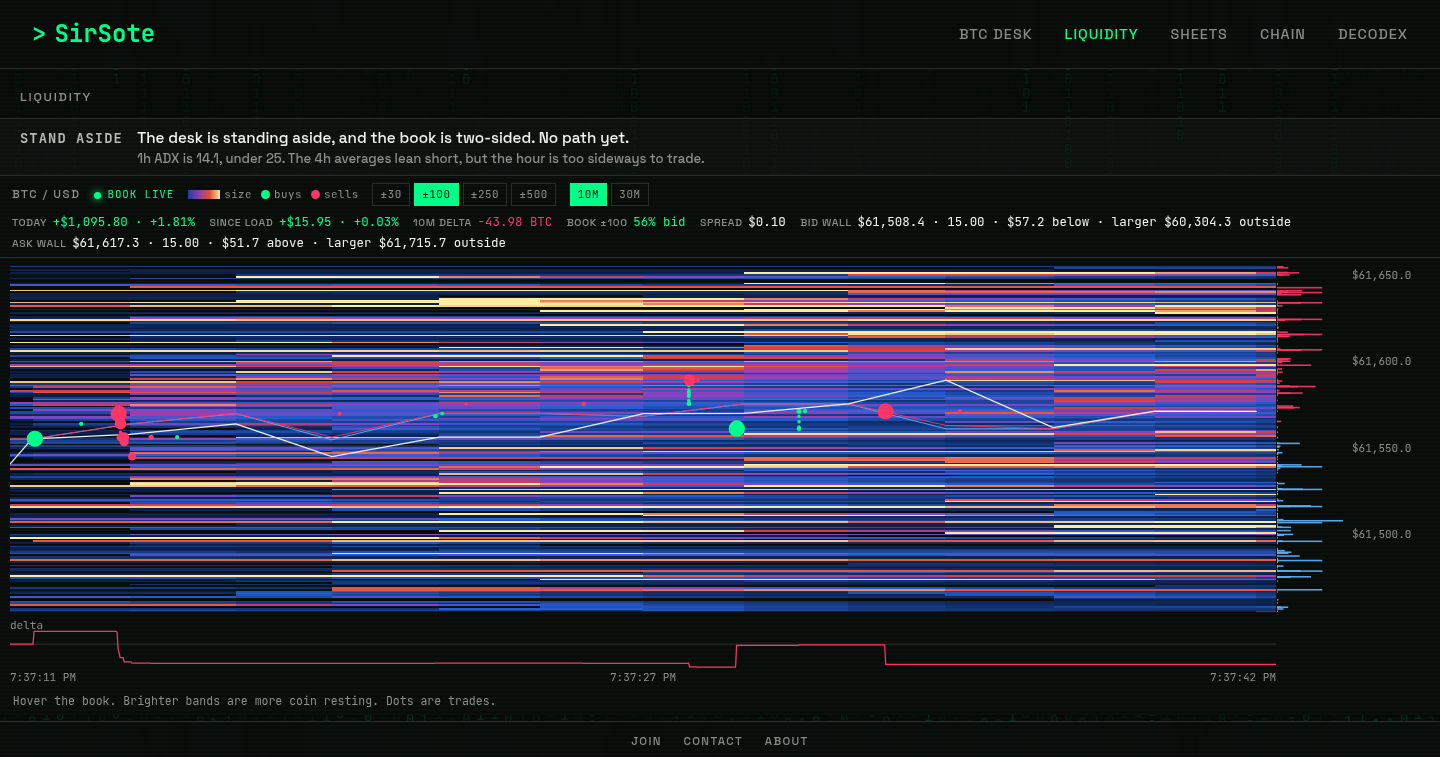 > SirSote
BTC DESK LIQUIDITY SHEETS CHAIN DECODEX
LIQUIDITY
STAND ASIDE The desk is standing aside, and the book is two-sided. No path yet.
1h ADX is 14.1, under 25. The 4h averages lean short, but the hour is too sideways to trade.
BTC / USD BOOK LIVE size buys sells ±30 ±100 ±250 ±500 10M 30M
TODAY +$1,095.80 · +1.81% SINCE LOAD +$15.95 · +0.03% 10M DELTA -43.98 BTC BOOK ±100 56% bid SPREAD $0.10 BID WALL $61,508.4 · 15.00 · $57.2 below · larger $60,304.3 outside
ASK WALL $61,617.3 · 15.00 · $51.7 above · larger $61,715.7 outside
$61,650.0
$61,600.0
$61,550.0
$61,500.0
delta
7:37:11 PM 7:37:27 PM 7:37:42 PM
Hover the book. Brighter bands are more coin resting. Dots are trades.
JOIN CONTACT ABOUT